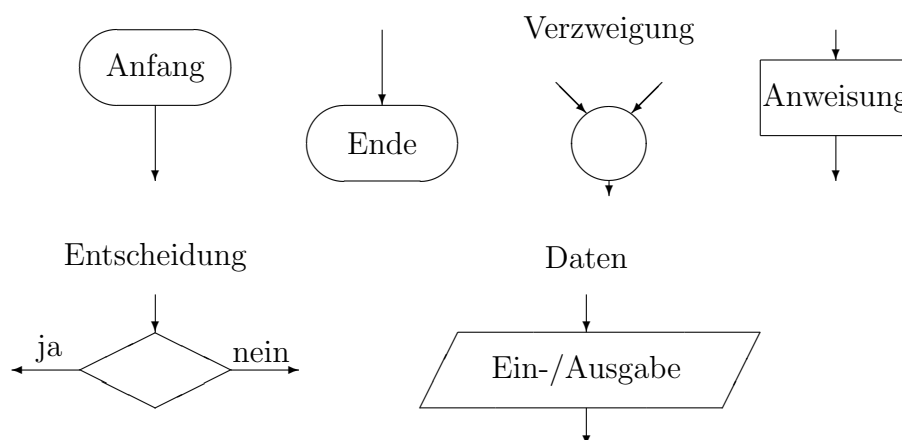 Verzweigung
Anfang
Ende
Anweisung
Entscheidung
Daten
ja
nein
Ein-/Ausgabe